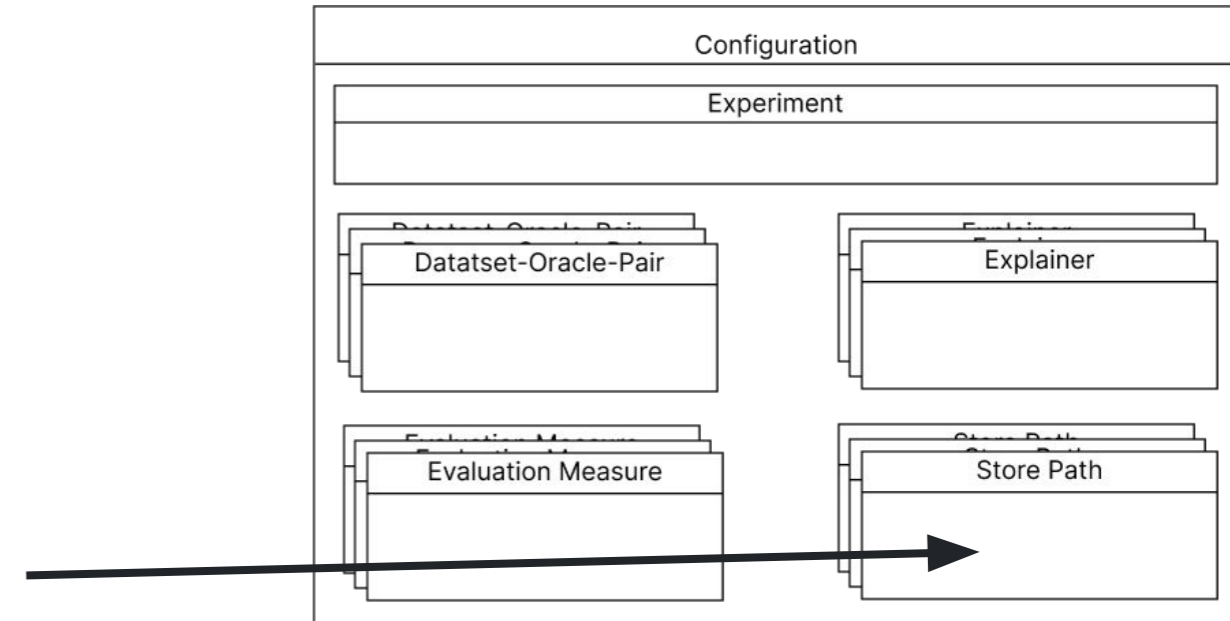 Configuration
Experiment
Datatset-Oracle-Pair
Explainer
Evaluation Measure
Store Path